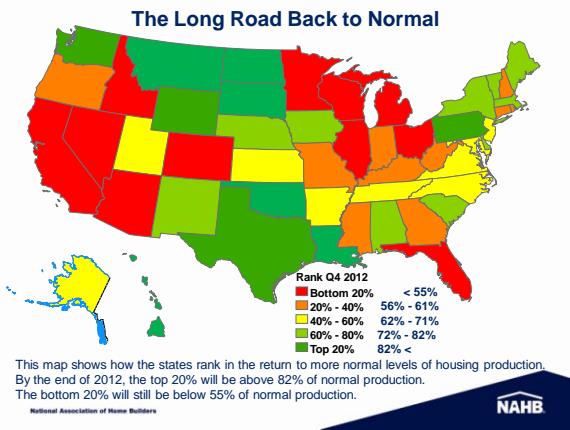 The Long Road Back to Normal
Rank Q4 2012
Bottom 20% < 55%
20% - 40% 56% - 61%
40% - 60% 62% - 71%
60% - 80% 72% - 82%
Top 20% 82% <
This map shows how the states rank in the return to more normal levels of housing production.
By the end of 2012, the top 20% will be above 82% of normal production.
The bottom 20% will still be below 55% of normal production.
National Association of Home Builders
NAHB